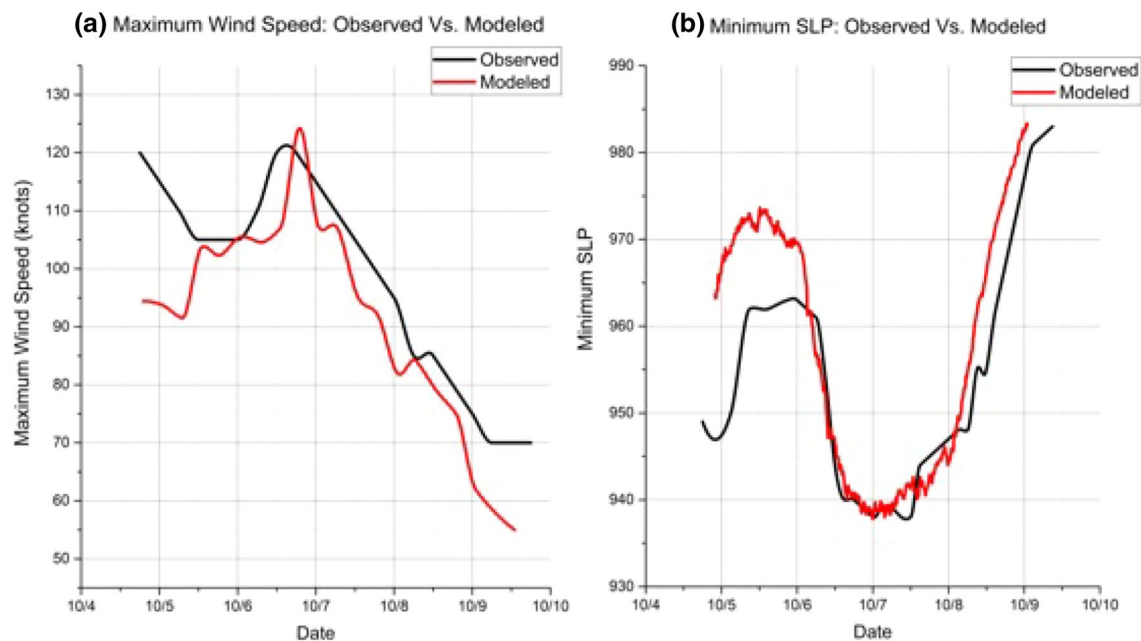 (a) Maximum Wind Speed: Observed Vs. Modeled
Observed
Modeled
130
120
110
100
90
80
70
60
50
Maximum Wind Speed (knots)
10/4 10/5 10/6 10/7 10/8 10/9 10/10
Date
(b) Minimum SLP: Observed Vs. Modeled
Observed
Modeled
990
980
970
960
950
940
930
Minimum SLP
10/4 10/5 10/6 10/7 10/8 10/9 10/10
Date